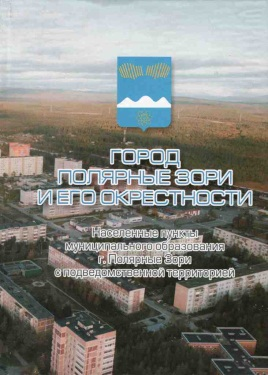 ГОРОД
ПОЛЯРНЫЕ ЗОРИ
И ЕГО ОКРЕСТНОСТИ
Населенные пункты
муниципального образования
г. Полярные Зори
с подведомственной территорией